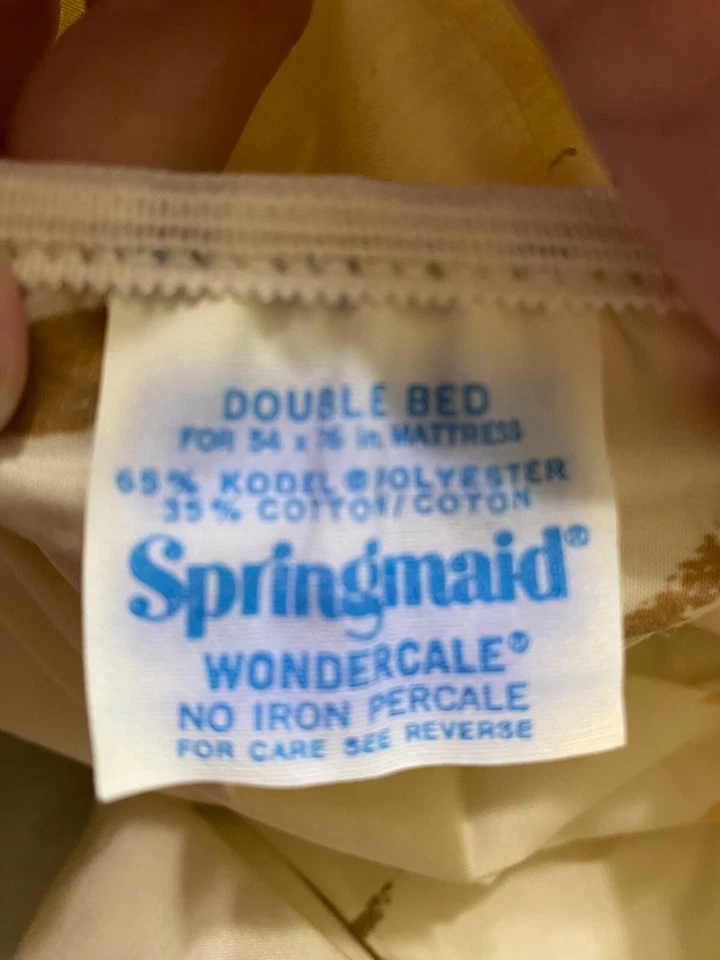 DOUBLE BED
FOR 54 x 76 in MATTRESS
65% KODEL ® POLYESTER
35% COTTON/COTON
Springmaid®
WONDERCALE®
NO IRON PERCALE
FOR CARE SEE REVERSE